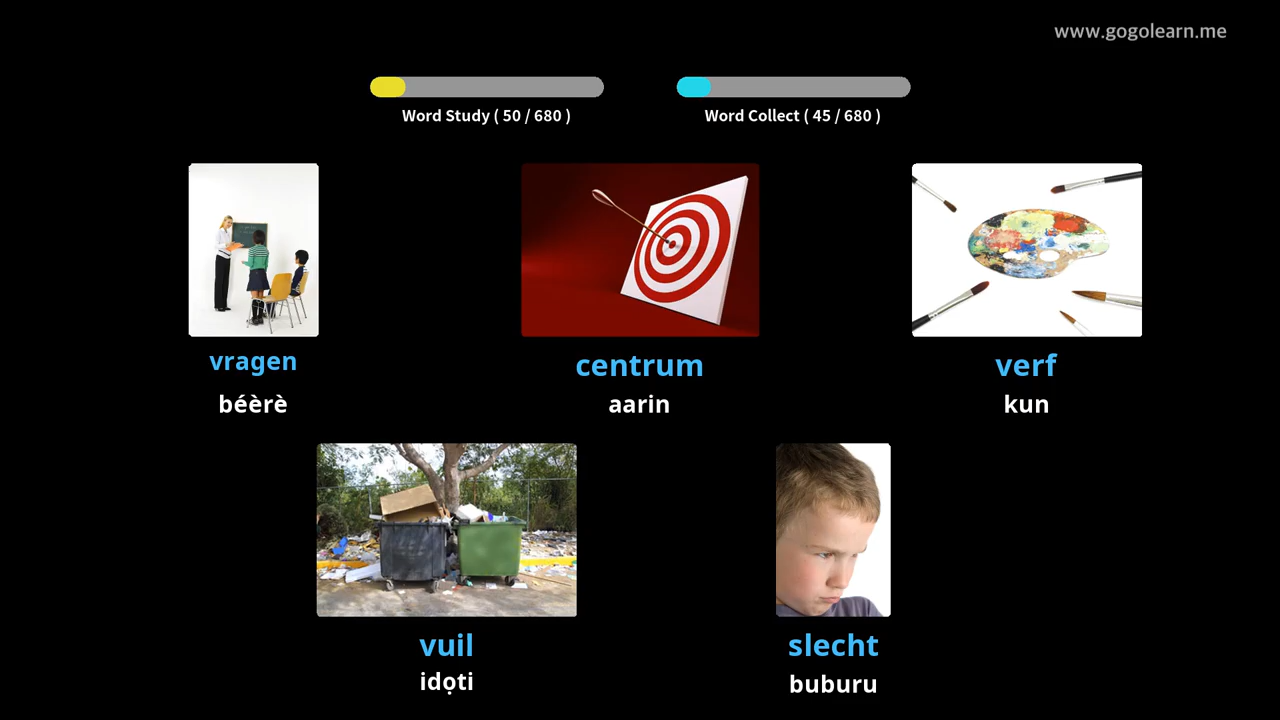 www.gogolearn.me
Word Study ( 50 / 680 )
Word Collect ( 45 / 680 )
vragen
béèrè
centrum
aarin
verf
kun
vuil
idọti
slecht
buburu